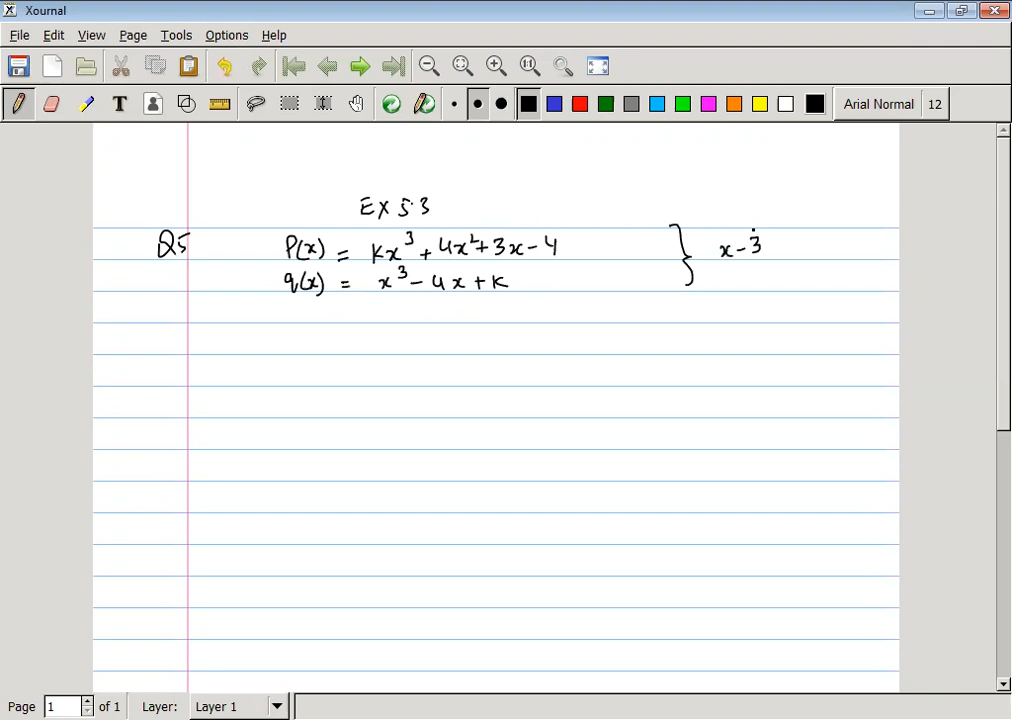 Xournal
File Edit View Page Tools Options Help
Arial Normal 12
Ex 5.3
Q5 P(x) = Kx³ + 4x² + 3x - 4 } x - 3
q(x) = x³ - 4x + K
Page 1 of 1 Layer: Layer 1